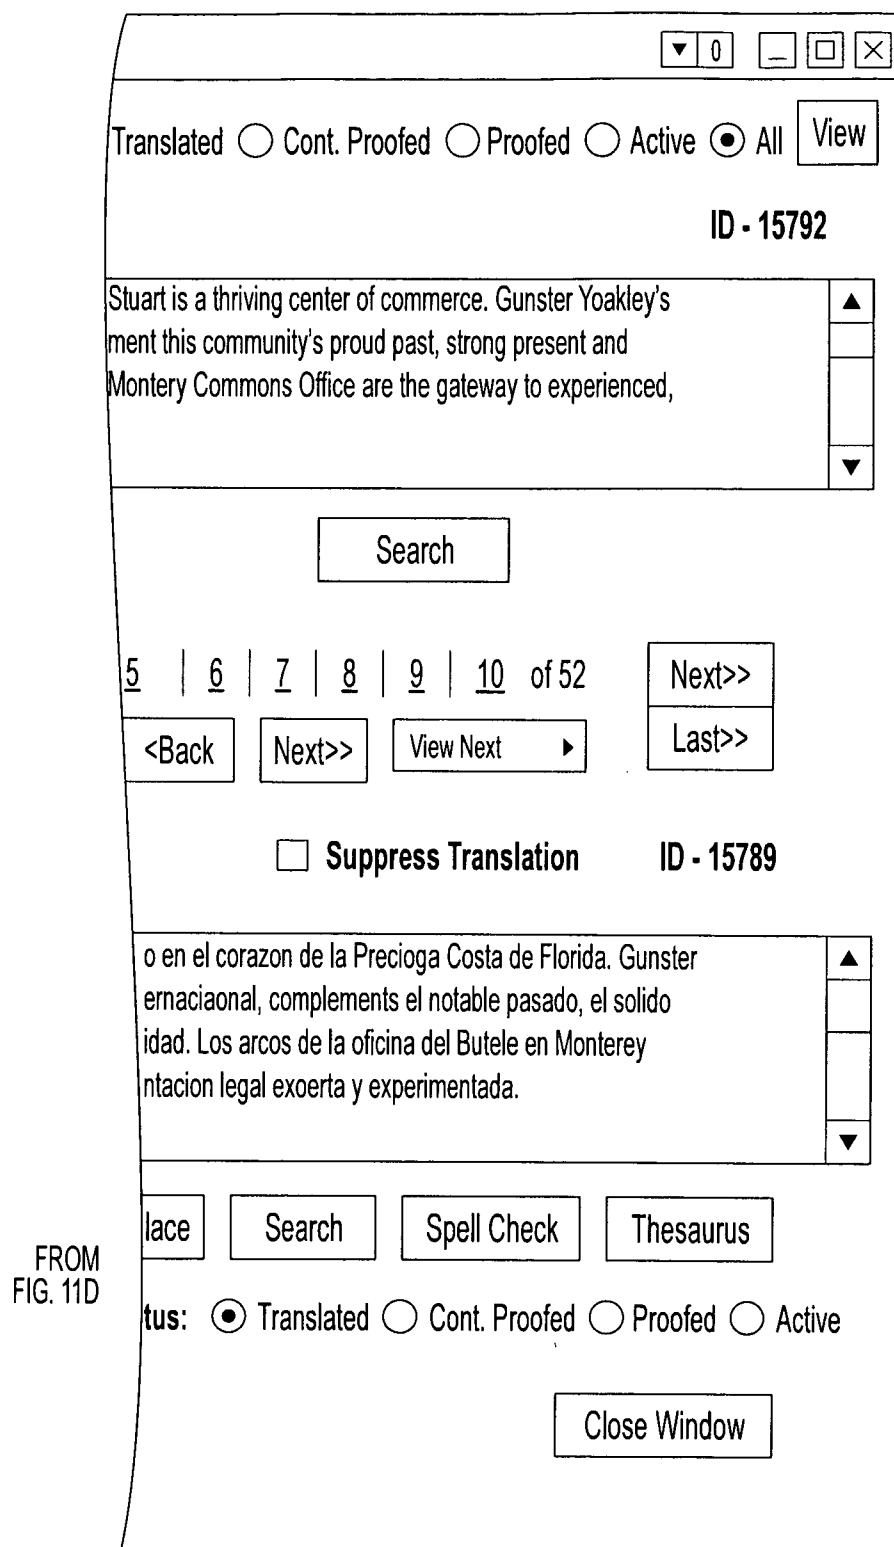 0
Translated Cont. Proofed Proofed Active All View
ID - 15792
Stuart is a thriving center of commerce. Gunster Yoakley's
ment this community's proud past, strong present and
Montery Commons Office are the gateway to experienced,
Search
5 | 6 | 7 | 8 | 9 | 10 of 52 Next>>
<Back Next>> View Next Last>>
Suppress Translation ID - 15789
o en el corazon de la Precioga Costa de Florida. Gunster
ernaciaonal, complements el notable pasado, el solido
idad. Los arcos de la oficina del Butele en Monterey
ntacion legal exoerta y experimentada.
lace Search Spell Check Thesaurus
FROM
FIG. 11D
tus: Translated Cont. Proofed Proofed Active
Close Window